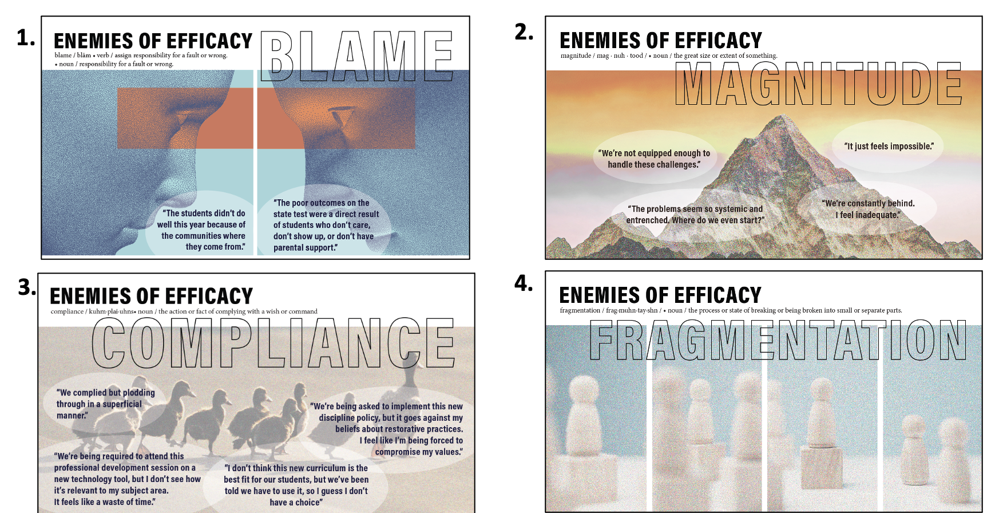 1.
ENEMIES OF EFFICACY
BLAME
blame / blām • verb / assign responsibility for a fault or wrong.
• noun / responsibility for a fault or wrong.
“The students didn’t do
well this year because of
the communities where
they come from.”
“The poor outcomes on the
state test were a direct result
of students who don’t care,
don’t show up, or don’t have
parental support.”
2.
ENEMIES OF EFFICACY
magnitude / mag · nuh · tood / • noun / the great size or extent of something.
MAGNITUDE
“We’re not equipped enough to
handle these challenges.”
“It just feels impossible.”
“The problems seem so systemic and
entrenched. Where do we even start?”
“We’re constantly behind.
I feel inadequate.“
3.
ENEMIES OF EFFICACY
compliance / kuhm·plai·uhns• noun / the action or fact of complying with a wish or command
COMPLIANCE
“We complied but plodding
through in a superficial
manner.”
“We’re being asked to implement this new
discipline policy, but it goes against my
beliefs about restorative practices.
I feel like I’m being forced to
compromise my values.”
“We’re being required to attend this
professional development session on a
new technology tool, but I don’t see how
it’s relevant to my subject area.
It feels like a waste of time.”
“I don’t think this new curriculum is the
best fit for our students, but we’ve been
told we have to use it, so I guess I don’t
have a choice”
4.
ENEMIES OF EFFICACY
fragmentation / frag·muhn·tay·shn / • noun / the process or state of breaking or being broken into small or separate parts.
FRAGMENTATION